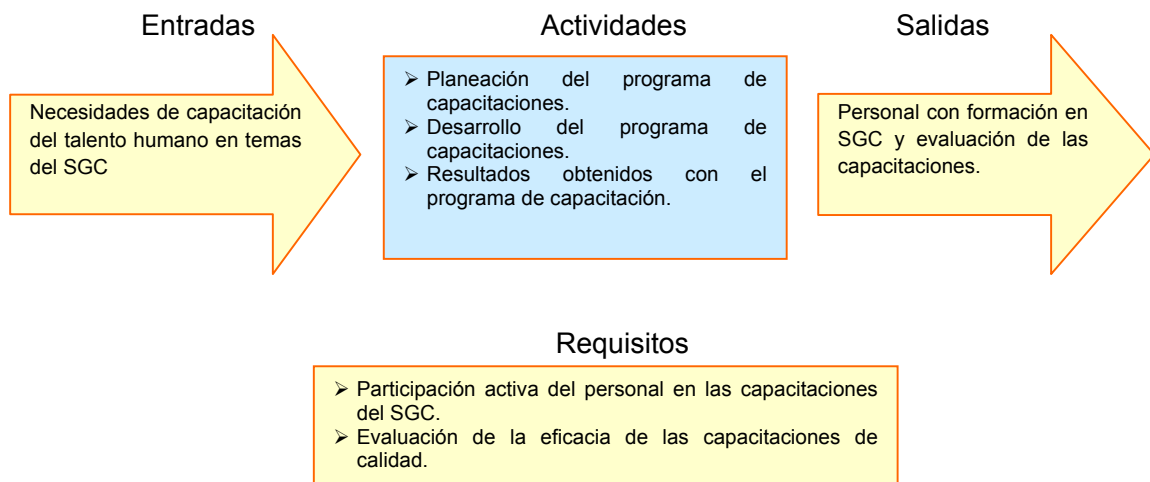 Entradas
Necesidades de capacitación
del talento humano en temas
del SGC
Actividades
➢ Planeación del programa de
capacitaciones.
➢ Desarrollo del programa de
capacitaciones.
➢ Resultados obtenidos con el
programa de capacitación.
Salidas
Personal con formación en
SGC y evaluación de las
capacitaciones.
Requisitos
➢ Participación activa del personal en las capacitaciones
del SGC.
➢ Evaluación de la eficacia de las capacitaciones de
calidad.